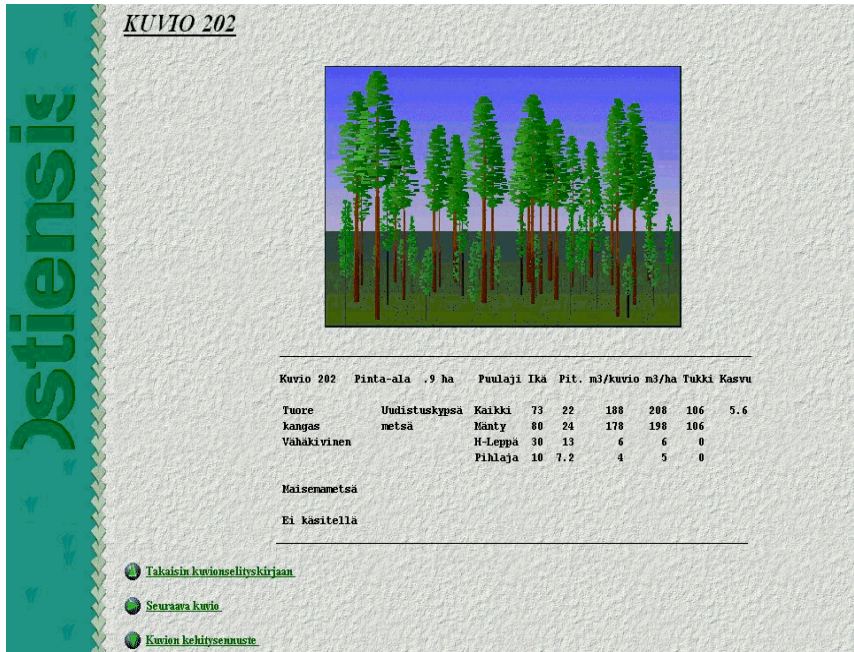 KUVIO 202
Ostiensis
Kuvio 202 Pinta-ala .9 ha Puulaji Ikä Pit. m3/kuvio m3/ha Tukki Kasvu
Tuore Uudistuskypsä Kaikki 73 22 188 208 106 5.6
kangas metsä Mänty 80 24 178 198 106
Vähäkivinen H-Leppä 30 13 6 6 0
Pihlaja 10 7.2 4 5 0
Maisemametsä
Ei käsitellä
Takaisin kuvionselityskirjaan
Seuraava kuvio
Kuvion kehitysennuste